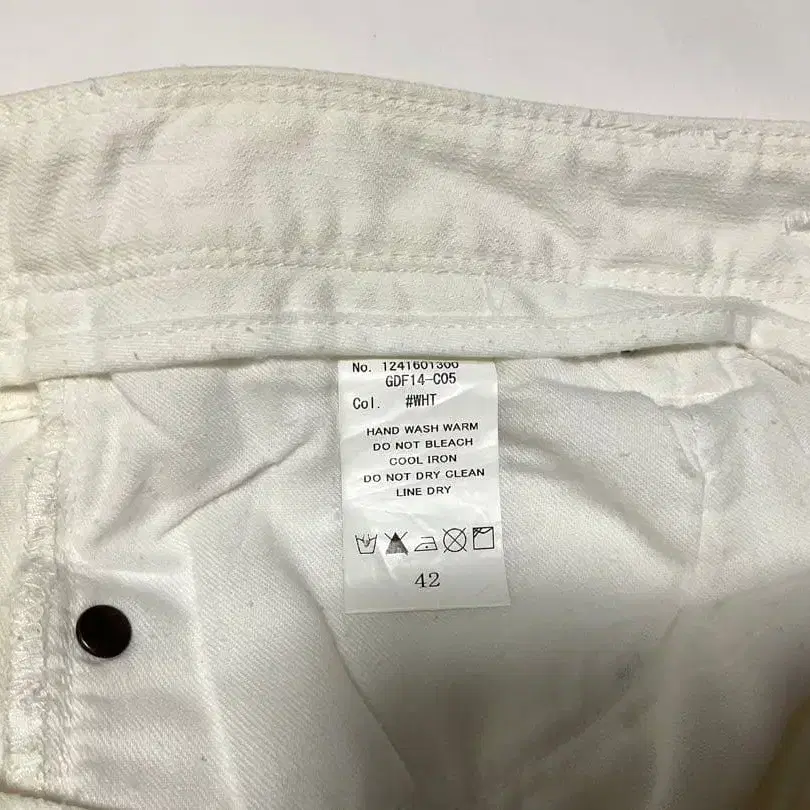 No. 1241601300
GDF14-C05
Col. #WHT
HAND WASH WARM
DO NOT BLEACH
COOL IRON
DO NOT DRY CLEAN
LINE DRY
42